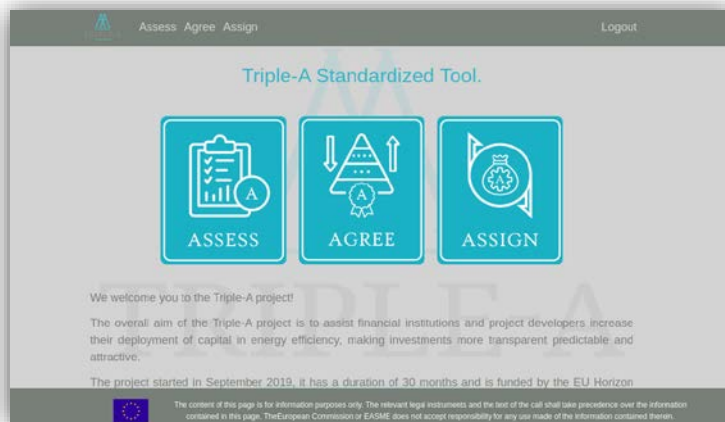 Assess Agree Assign
Logout
Triple-A Standardized Tool.
A
A
A
ASSESS
AGREE
ASSIGN
We welcome you to the Triple-A project!
The overall aim of the Triple-A project is to assist financial institutions and project developers increase
their deployment of capital in energy efficiency, making investments more transparent predictable and
attractive.
TRIPLE-A
The project started in September 2019, it has a duration of 30 months and is funded by the EU Horizon
The content of this page is for information purposes only. The relevant legal instruments and the text of the call shall take precedence over the information
contained in this page. TheEuropean Commission or EASME does not accept responsibility for any use made of the information contained therein.